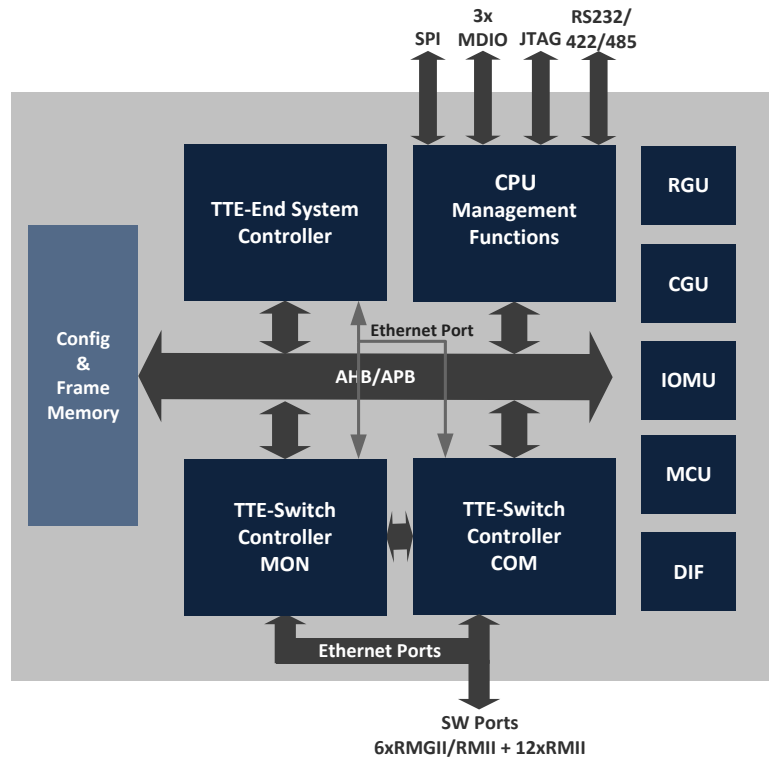 3x
RS232/
SPI
MDIO
JTAG
422/485
TTE-End System
Controller
CPU
Management
Functions
RGU
CGU
Ethernet Port
Config
&
Frame
Memory
AHB/APB
IOMU
MCU
TTE-Switch
Controller
MON
TTE-Switch
Controller
COM
DIF
Ethernet Ports
SW Ports
6xRMGII/RMII + 12xRMII